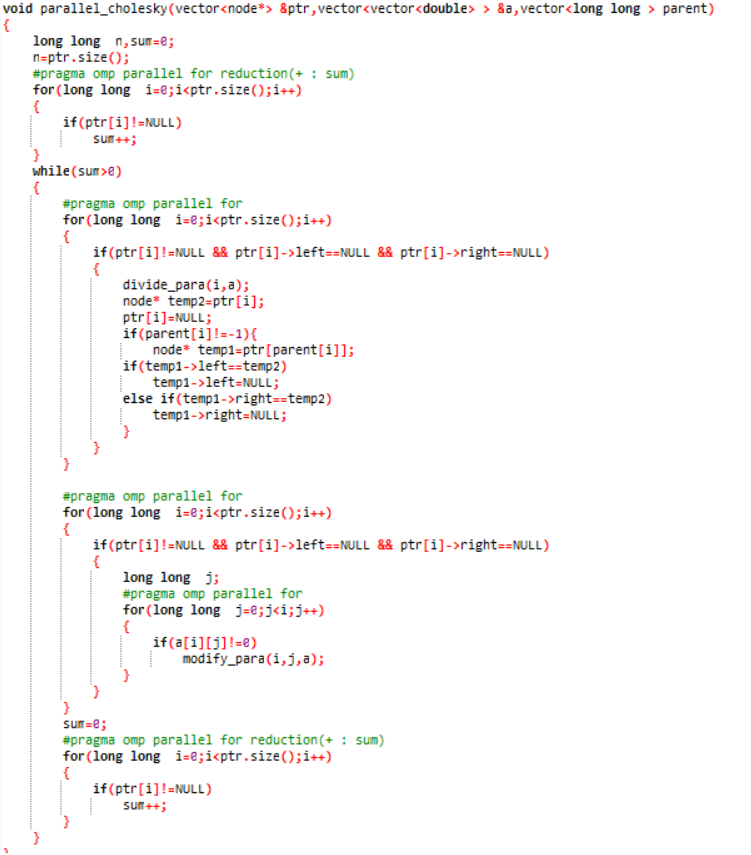 void parallel_cholesky(vector<node*> &ptr,vector<vector<double> > &a,vector<long long > parent)
{
    long long  n,sum=0;
    n=ptr.size();
    #pragma omp parallel for reduction(+ : sum)
    for(long long  i=0;i<ptr.size();i++)
    {
        if(ptr[i]!=NULL)
            sum++;
    }
    while(sum>0)
    {
        #pragma omp parallel for
        for(long long  i=0;i<ptr.size();i++)
        {
            if(ptr[i]!=NULL && ptr[i]->left==NULL && ptr[i]->right==NULL)
            {
                divide_para(i,a);
                node* temp2=ptr[i];
                ptr[i]=NULL;
                if(parent[i]!=-1){
                    node* temp1=ptr[parent[i]];
                if(temp1->left==temp2)
                    temp1->left=NULL;
                else if(temp1->right==temp2)
                    temp1->right=NULL;
                }
            }
        }

        #pragma omp parallel for
        for(long long  i=0;i<ptr.size();i++)
        {
            if(ptr[i]!=NULL && ptr[i]->left==NULL && ptr[i]->right==NULL)
            {
                long long  j;
                #pragma omp parallel for
                for(long long  j=0;j<i;j++)
                {
                    if(a[i][j]!=0)
                        modify_para(i,j,a);
                }
            }
        }
        sum=0;
        #pragma omp parallel for reduction(+ : sum)
        for(long long  i=0;i<ptr.size();i++)
        {
            if(ptr[i]!=NULL)
                sum++;
        }
    }
}